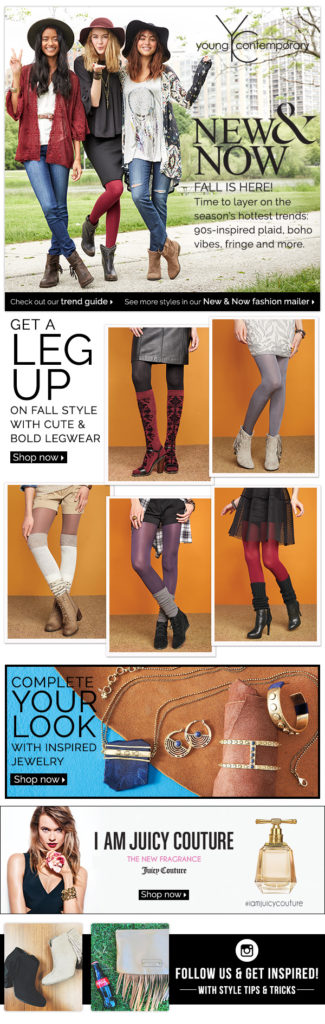 YC
young contemporary
NEW &
NOW
FALL IS HERE!
Time to layer on the
season's hottest trends:
90s-inspired plaid, boho
vibes, fringe and more.
Check out our trend guide
See more styles in our New & Now fashion mailer
GET A
LEG
UP
ON FALL STYLE
WITH CUTE &
BOLD LEGWEAR
Shop now
COMPLETE
YOUR
LOOK
WITH INSPIRED
JEWELRY
Shop now
I AM JUICY COUTURE
THE NEW FRAGRANCE
Juicy Couture
Shop now
#iamjuicycouture
FOLLOW US & GET INSPIRED!
WITH STYLE TIPS & TRICKS